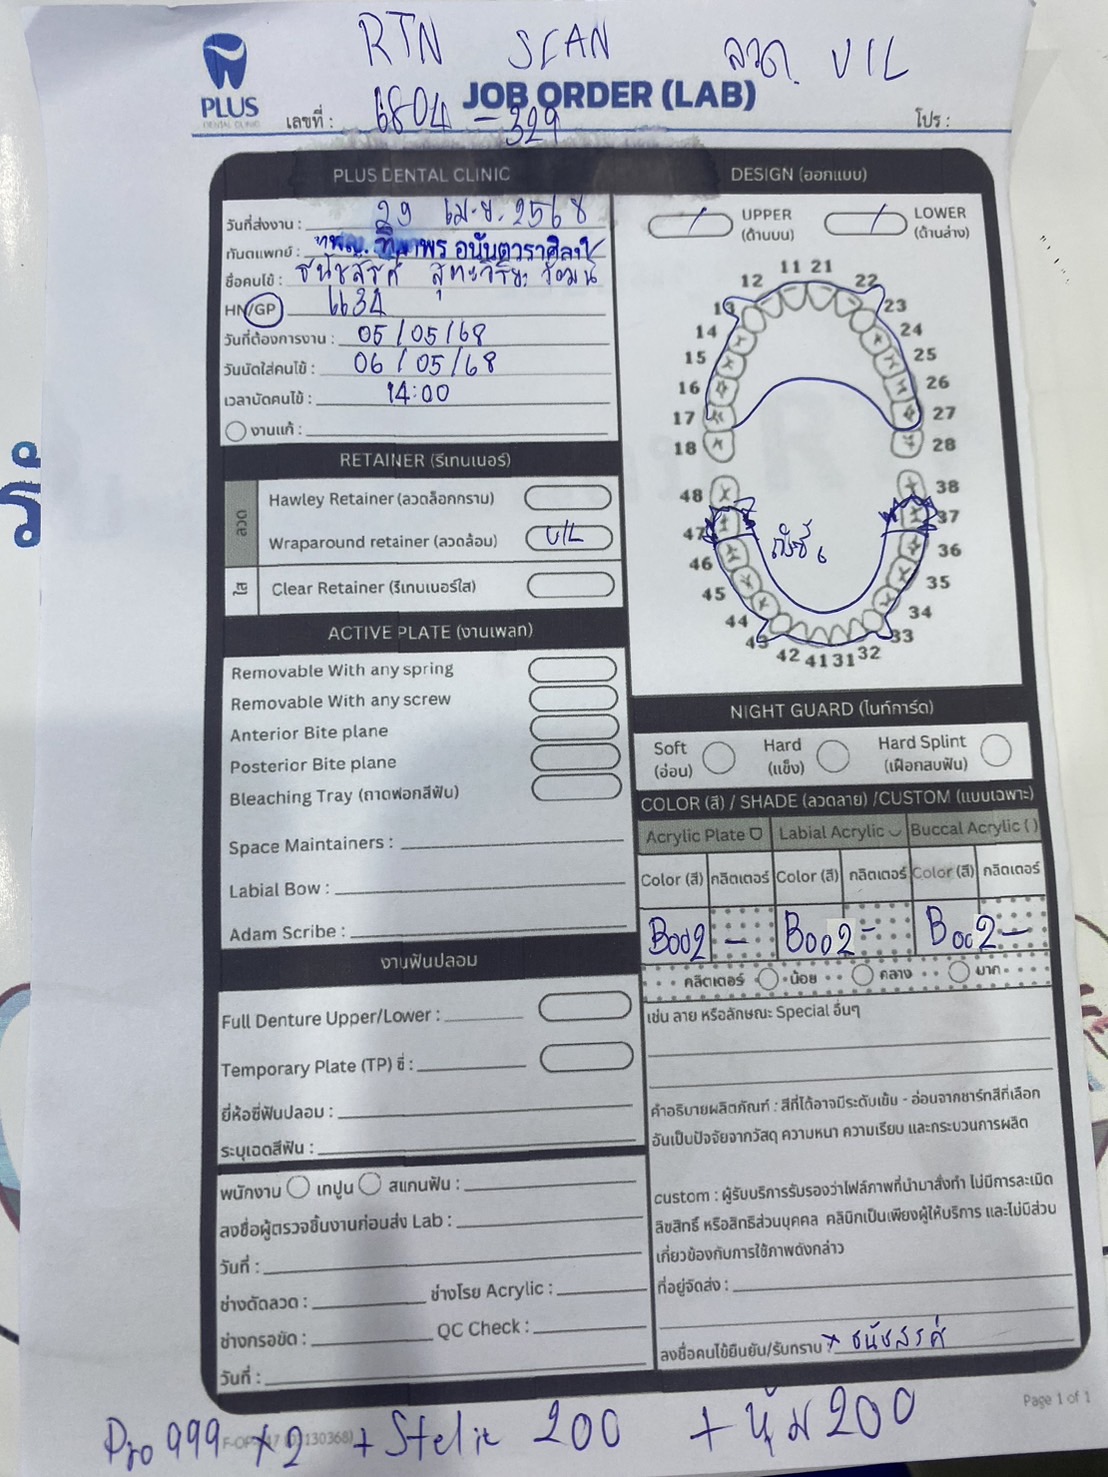 RTN SCAN ลวด U/L
PLUS
DENTAL CLINIC
JOB ORDER (LAB)
เลขที่ : 6804 - 329
โปร :
PLUS DENTAL CLINIC
วันที่ส่งงาน : 29 เม.ย. 2568
ทันตแพทย์ : ทพญ.
ชื่อคนไข้ : ธนัชสรศ์
HN/GP 6634
วันที่ต้องการงาน : 05/05/68
วันนัดใส่คนไข้ : 06/05/68
เวลานัดคนไข้ : 14:00
งานแก้ :
RETAINER (รีเทนเนอร์)
ลวด
Hawley Retainer (ลวดล็อกกราม)
Wraparound retainer (ลวดล้อม) U/L
ใส
Clear Retainer (รีเทนเนอร์ใส)
ACTIVE PLATE (งานเพลท)
Removable With any spring
Removable With any screw
Anterior Bite plane
Posterior Bite plane
Bleaching Tray (ถาดฟอกสีฟัน)
Space Maintainers :
Labial Bow :
Adam Scribe :
งานฟันปลอม
Full Denture Upper/Lower :
Temporary Plate (TP) ซี่ :
ยี่ห้อซี่ฟันปลอม :
ระบุเฉดสีฟัน :
พนักงาน เทปูน สแกนฟัน :
ลงชื่อผู้ตรวจชิ้นงานก่อนส่ง Lab :
วันที่ :
ช่างดัดลวด : ช่างโรย Acrylic :
ช่างกรอขัด : QC Check :
วันที่ :
DESIGN (ออกแบบ)
/ UPPER (ด้านบน) / LOWER (ด้านล่าง)
11 21
12 22
13 23
14 24
15 25
16 26
17 27
18 28
48 38
47 37
46 36
45 35
44 34
43 33
42 41 31 32
NIGHT GUARD (ไนท์การ์ด)
Soft (อ่อน) Hard (แข็ง) Hard Splint (เฝือกสบฟัน)
COLOR (สี) / SHADE (ลวดลาย) /CUSTOM (แบบเฉพาะ)
Acrylic Plate Labial Acrylic Buccal Acrylic ( )
Color (สี) กลิตเตอร์ Color (สี) กลิตเตอร์ Color (สี) กลิตเตอร์
B002 - B002 - B002 -
กลิตเตอร์ น้อย กลาง มาก
เช่น ลาย หรือลักษณะ Special อื่นๆ
คำอธิบายผลิตภัณฑ์ : สีที่ได้อาจมีระดับเข้ม - อ่อนจากชาร์ทสีที่เลือก
อันเป็นปัจจัยจากวัสดุ ความหนา ความเรียบ และกระบวนการผลิต
custom : ผู้รับบริการรับรองว่าไฟล์ภาพที่นำมาสั่งทำ ไม่มีการละเมิด
ลิขสิทธิ์ หรือสิทธิส่วนบุคคล คลินิกเป็นเพียงผู้ให้บริการ และไม่มีส่วน
เกี่ยวข้องกับการใช้ภาพดังกล่าว
ที่อยู่จัดส่ง :
ลงชื่อคนไข้ยืนยัน/รับทราบ x ธนัชสรศ์
Page 1 of 1
Pro 999 x 2 + Stelie 200 + หุ้ม 200